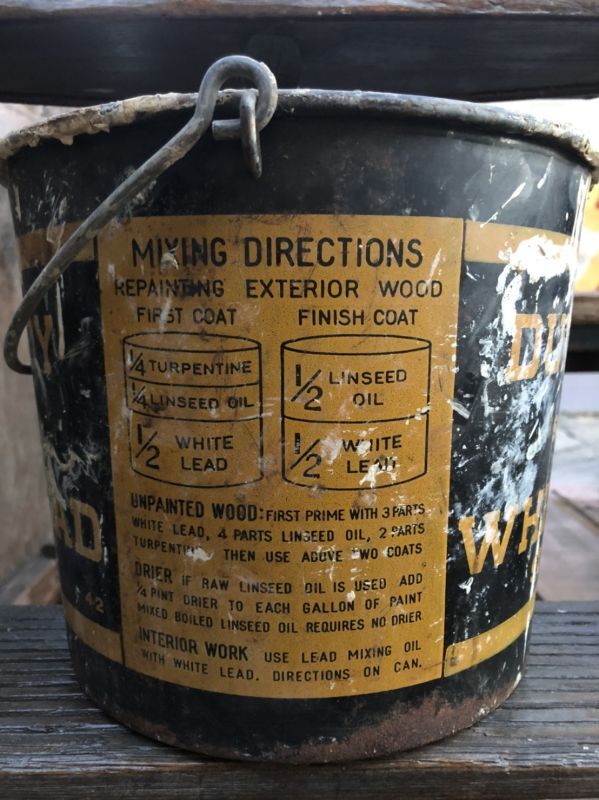 MIXING DIRECTIONS
REPAINTING EXTERIOR WOOD
FIRST COAT
FINISH COAT
1/4 TURPENTINE
1/4 LINSEED OIL
1/2 WHITE LEAD
1/2 LINSEED OIL
1/2 WHITE LEAD
UNPAINTED WOOD: FIRST PRIME WITH 3 PARTS
WHITE LEAD, 4 PARTS LINSEED OIL, 2 PARTS
TURPENTINE THEN USE ABOVE TWO COATS
DRIER IF RAW LINSEED OIL IS USED ADD
1/4 PINT DRIER TO EACH GALLON OF PAINT
MIXED BOILED LINSEED OIL REQUIRES NO DRIER
INTERIOR WORK USE LEAD MIXING OIL
WITH WHITE LEAD. DIRECTIONS ON CAN.
Y
AD
42
DU
WH